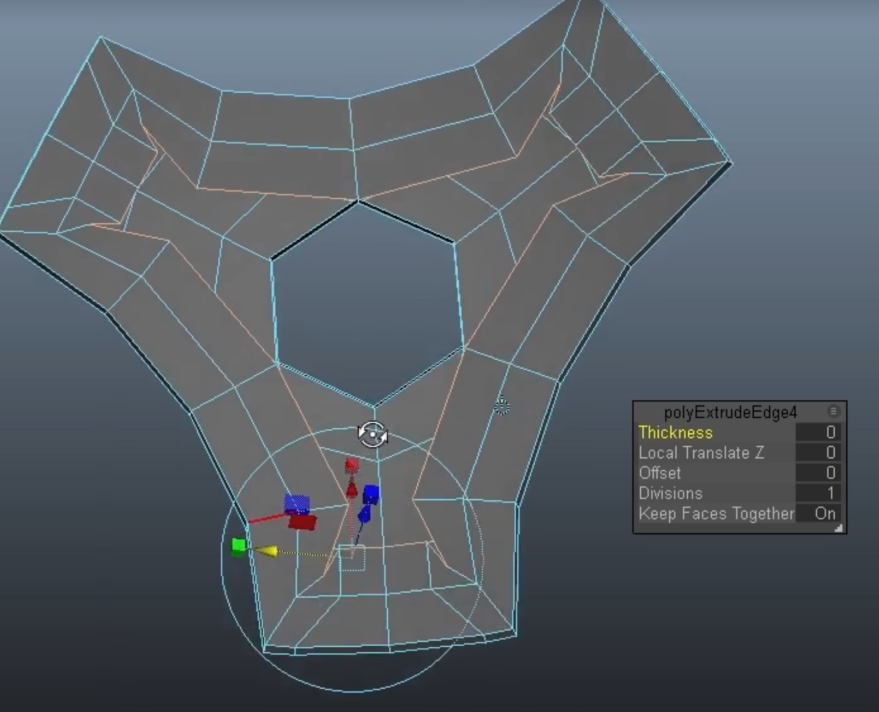 polyExtrudeEdge4
Thickness 0
Local Translate Z 0
Offset 0
Divisions 1
Keep Faces Together On